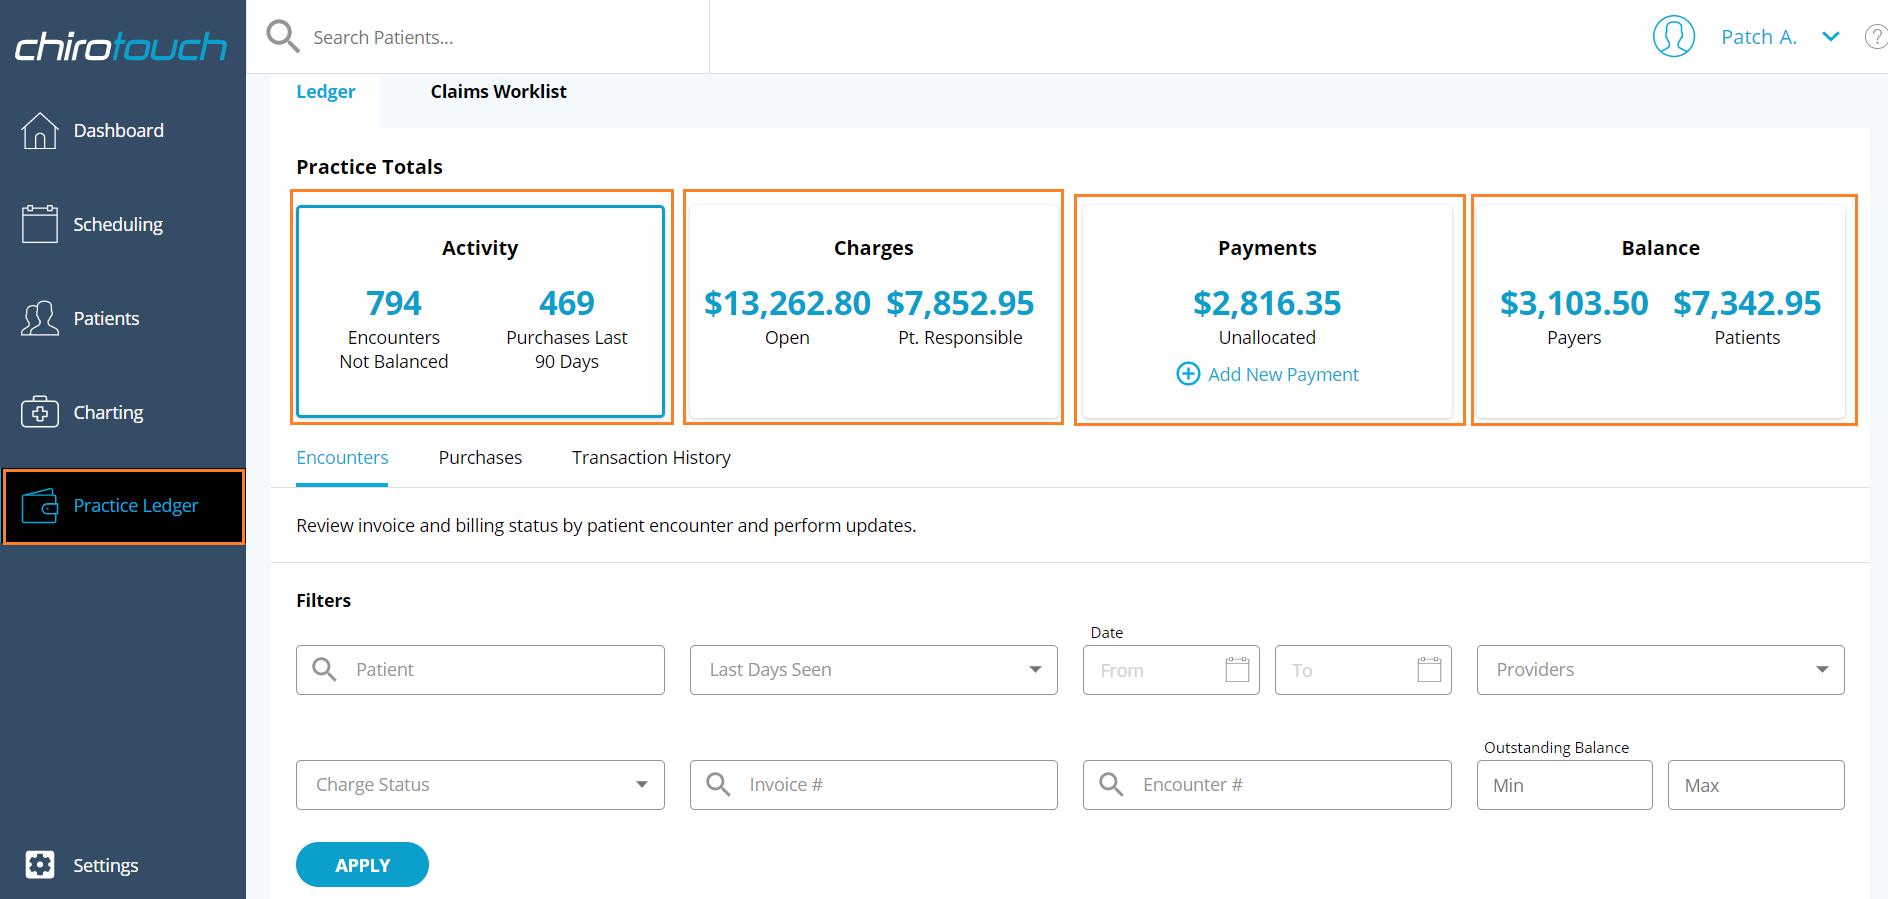 chirotouch
Search Patients...
Patch A.
?
Dashboard
Scheduling
Patients
Charting
Practice Ledger
Settings
Ledger Claims Worklist
Practice Totals
Activity
794 469
Encounters Purchases Last
Not Balanced 90 Days
Charges
$13,262.80 $7,852.95
Open Pt. Responsible
Payments
$2,816.35
Unallocated
Add New Payment
Balance
$3,103.50 $7,342.95
Payers Patients
Encounters Purchases Transaction History
Review invoice and billing status by patient encounter and perform updates.
Filters
Date
Patient Last Days Seen From To Providers
Outstanding Balance
Charge Status Invoice # Encounter # Min Max
APPLY